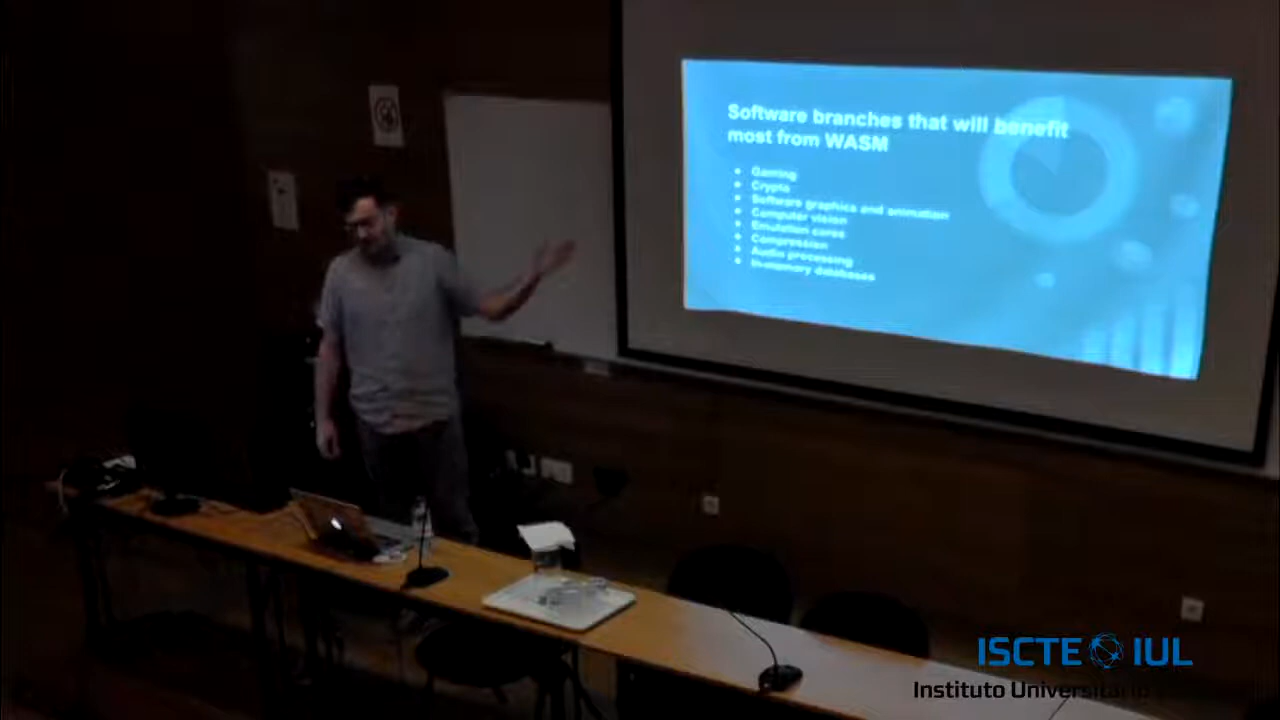 Software branches that will benefit
most from WASM
● Gaming
● Crypto
● Software graphics and animation
● Computer vision
● Emulation cores
● Compression
● Audio processing
● In-memory databases
ISCTE IUL
Instituto Universitário